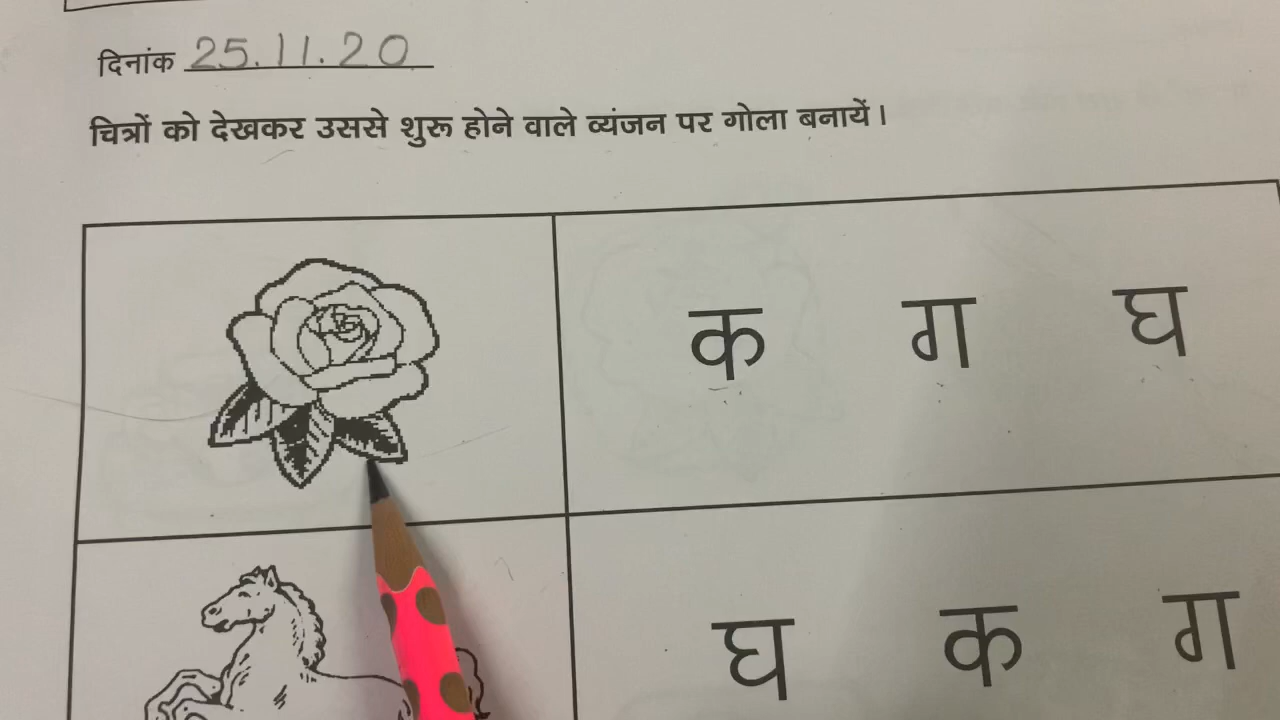 दिनांक 25.11.20
चित्रों को देखकर उससे शुरू होने वाले व्यंजन पर गोला बनायें।
क ग घ
घ क ग